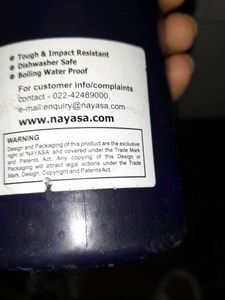 • Tough & Impact Resistant
• Dishwasher Safe
• Boiling Water Proof
For customer info/complaints
contact - 022-42489000,
e-mail:enquiry@nayasa.com
www.nayasa.com
WARNING
Design and Packaging of this product are the exclusive
right of 'NAYASA' and covered under the Trade Mark
and Patents Act. Any copying of this Design or
Packaging will attract legal actions under the Trade
Mark, Design, Copyright and Patents Act.